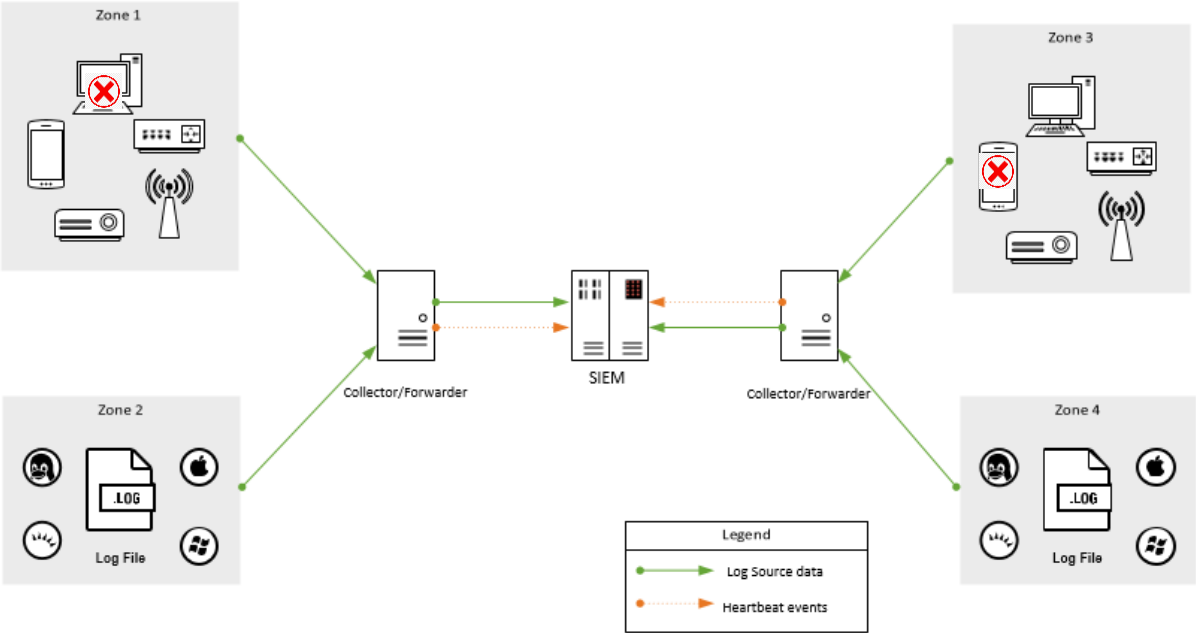 Zone 1
Zone 3
Collector/Forwarder
SIEM
Collector/Forwarder
Zone 2
.LOG
Log File
Zone 4
.LOG
Log File
Legend
Log Source data
Heartbeat events